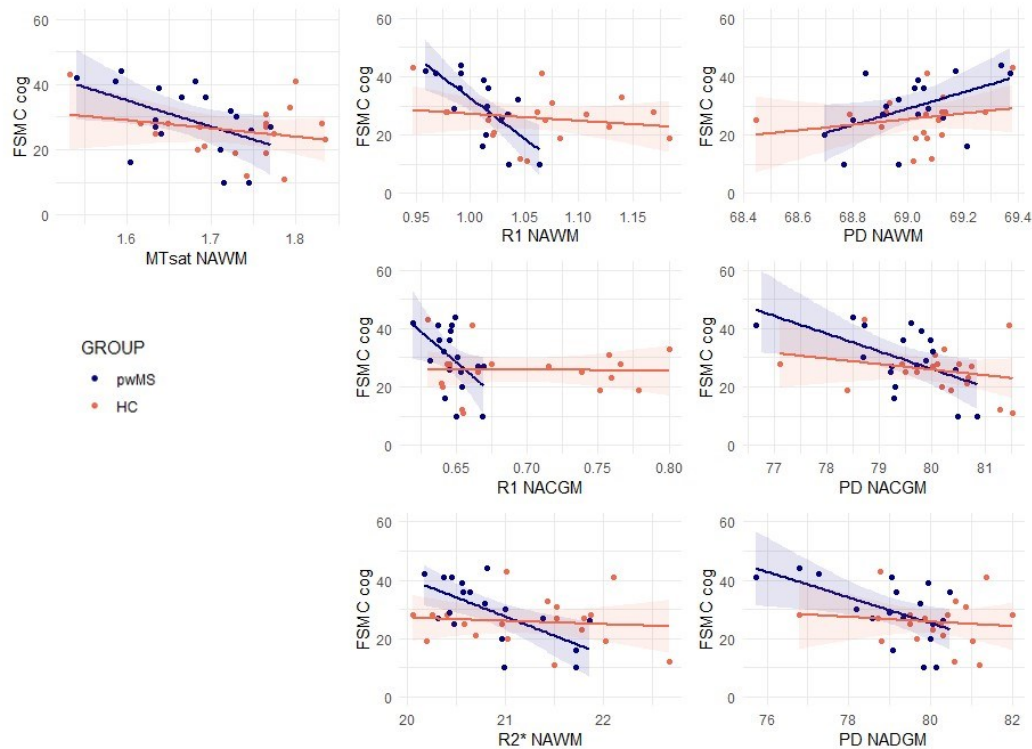 60
40
20
0
FSMC cog
1.6 1.7 1.8
MTsat NAWM
60
40
20
0
FSMC cog
0.95 1.00 1.05 1.10 1.15
R1 NAWM
60
40
20
0
FSMC cog
68.4 68.6 68.8 69.0 69.2 69.4
PD NAWM
GROUP
pwMS
HC
60
40
20
0
FSMC cog
0.65 0.70 0.75 0.80
R1 NACGM
60
40
20
0
FSMC cog
77 78 79 80 81
PD NACGM
60
40
20
0
FSMC cog
20 21 22
R2* NAWM
60
40
20
0
FSMC cog
76 78 80 82
PD NADGM